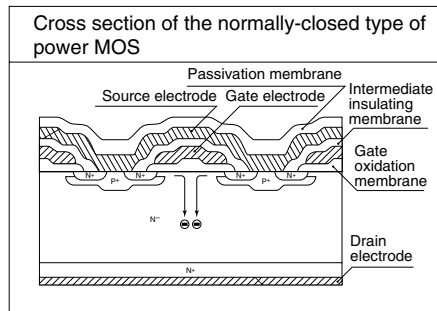 Cross section of the normally-closed type of
power MOS
Passivation membrane
Source electrode
Gate electrode
Intermediate
insulating
membrane
Gate
oxidation
membrane
N+ N+ N+ N+
P+ P+
N−
N+
Drain
electrode